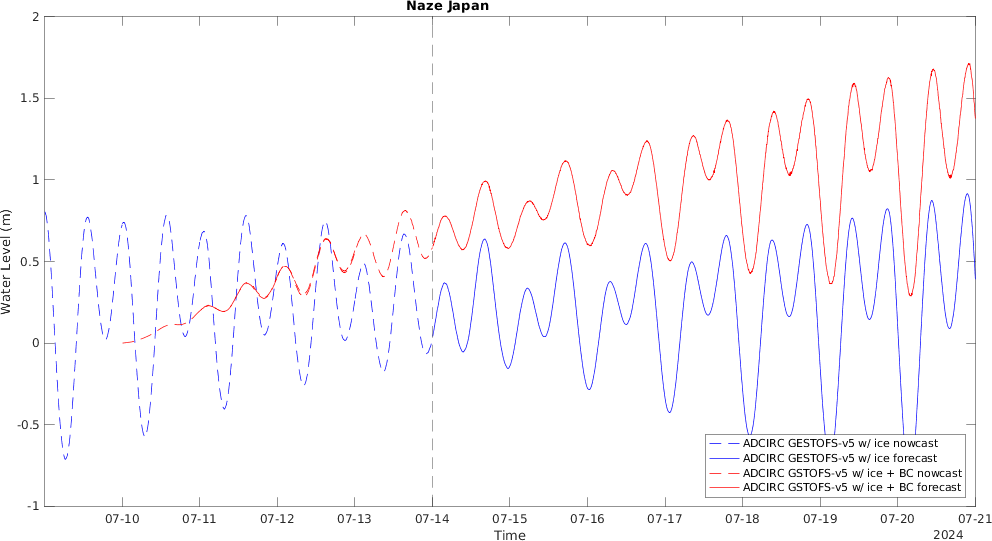 Naze Japan
Water Level (m)
2
1.5
1
0.5
0
-0.5
-1
07-10 07-11 07-12 07-13 07-14 07-15 07-16 07-17 07-18 07-19 07-20 07-21
Time
2024
ADCIRC GESTOFS-v5 w/ ice nowcast
ADCIRC GESTOFS-v5 w/ ice forecast
ADCIRC GSTOFS-v5 w/ ice + BC nowcast
ADCIRC GSTOFS-v5 w/ ice + BC forecast